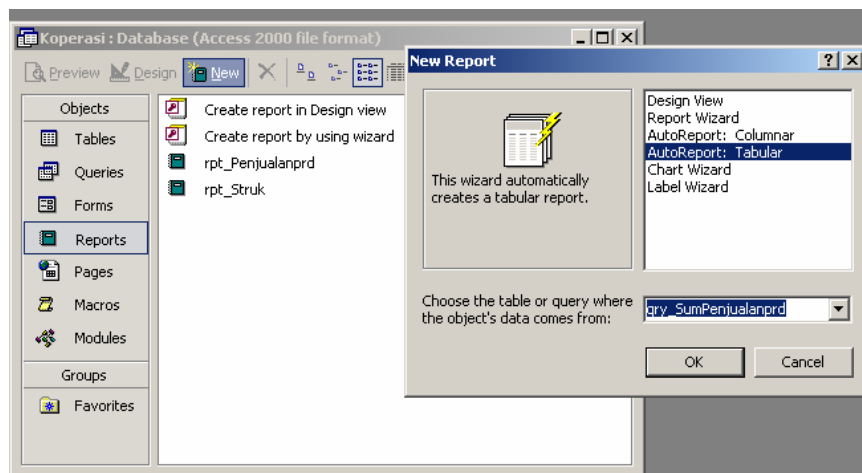 Koperasi : Database (Access 2000 file format)
Preview Design New
Objects
Tables
Queries
Forms
Reports
Pages
Macros
Modules
Groups
Favorites
Create report in Design view
Create report by using wizard
rpt_Penjualanprd
rpt_Struk
New Report
This wizard automatically
creates a tabular report.
Design View
Report Wizard
AutoReport: Columnar
AutoReport: Tabular
Chart Wizard
Label Wizard
Choose the table or query where
the object's data comes from:
qry_SumPenjualanprd
OK
Cancel